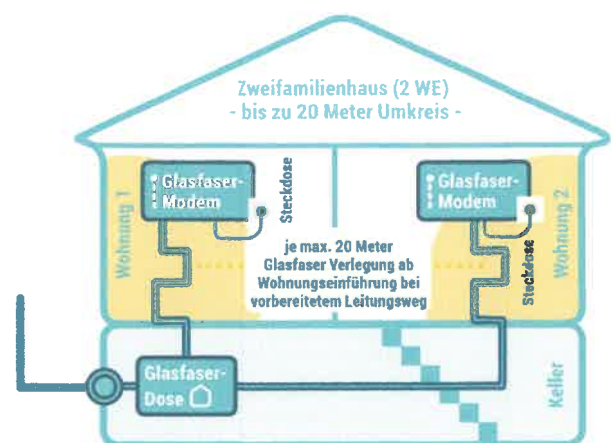 Zweifamilienhaus (2 WE)
- bis zu 20 Meter Umkreis -
Wohnung 1
Glasfaser-
Modem
Steckdose
Glasfaser-
Modem
Steckdose
Wohnung 2
je max. 20 Meter
Glasfaser Verlegung ab
Wohnungseinführung bei
vorbereitetem Leitungsweg
Glasfaser-
Dose
Keller